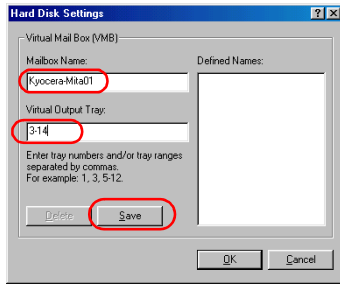 Hard Disk Settings
Virtual Mail Box (VMB)
Mailbox Name:
Defined Names:
Kyocera-Mita01
Virtual Output Tray:
3-14
Enter tray numbers and/or tray ranges
separated by commas.
For example: 1, 3, 5-12.
Delete
Save
OK
Cancel